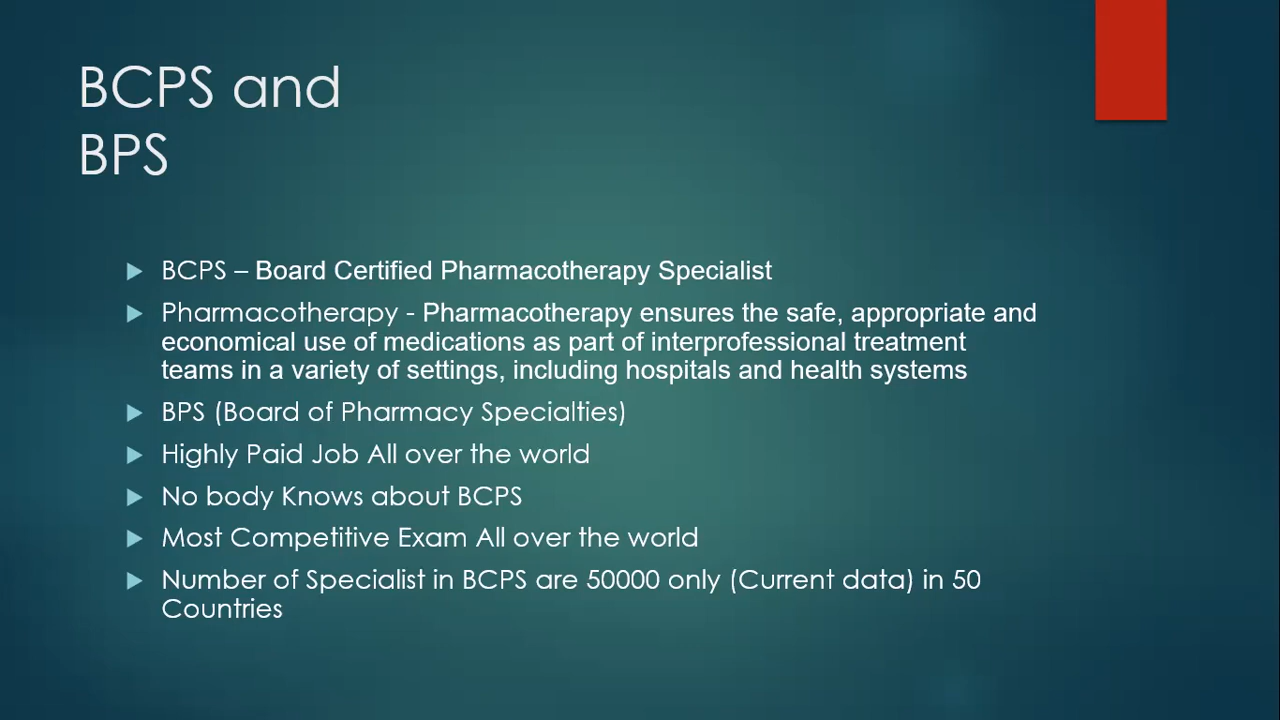 BCPS and
BPS
BCPS – Board Certified Pharmacotherapy Specialist
Pharmacotherapy - Pharmacotherapy ensures the safe, appropriate and
economical use of medications as part of interprofessional treatment
teams in a variety of settings, including hospitals and health systems
BPS (Board of Pharmacy Specialties)
Highly Paid Job All over the world
No body Knows about BCPS
Most Competitive Exam All over the world
Number of Specialist in BCPS are 50000 only (Current data) in 50
Countries